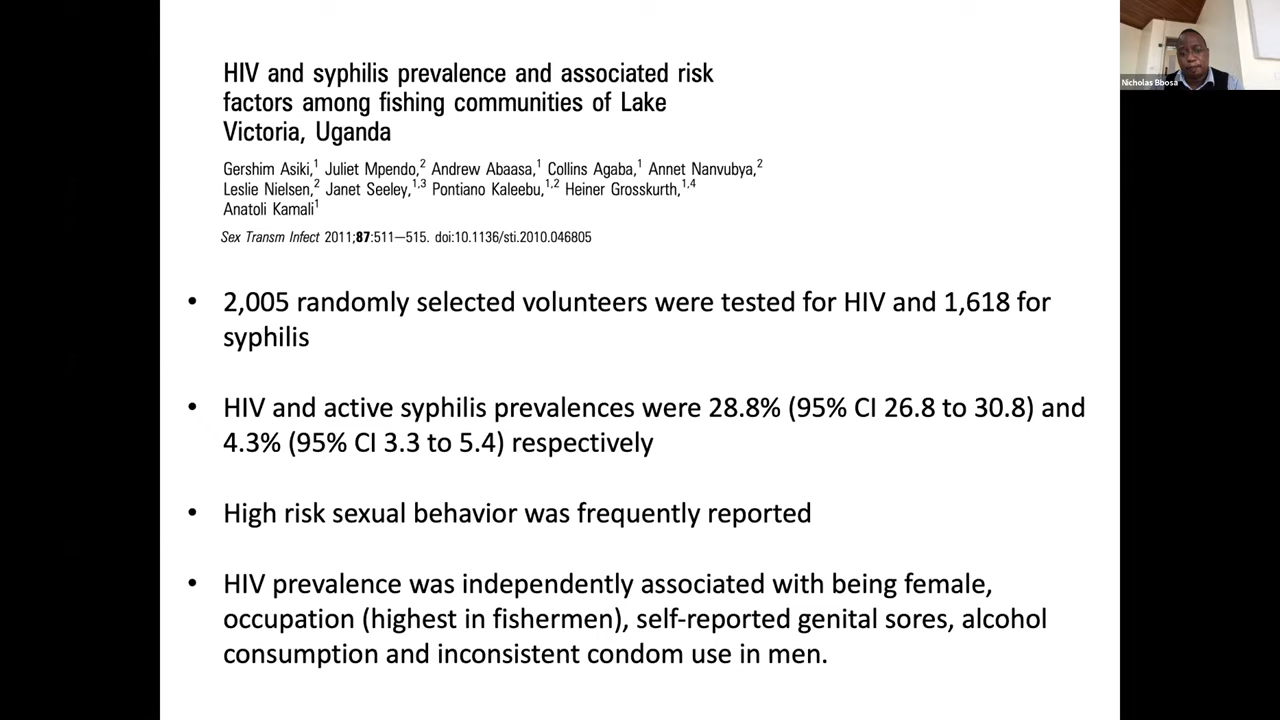 HIV and syphilis prevalence and associated risk
factors among fishing communities of Lake
Victoria, Uganda
Gershim Asiki,¹ Juliet Mpendo,² Andrew Abaasa,¹ Collins Agaba,¹ Annet Nanvubya,²
Leslie Nielsen,² Janet Seeley,¹,³ Pontiano Kaleebu,¹,² Heiner Grosskurth,¹,⁴
Anatoli Kamali¹
Sex Transm Infect 2011;87:511—515. doi:10.1136/sti.2010.046805
• 2,005 randomly selected volunteers were tested for HIV and 1,618 for
syphilis
• HIV and active syphilis prevalences were 28.8% (95% CI 26.8 to 30.8) and
4.3% (95% CI 3.3 to 5.4) respectively
• High risk sexual behavior was frequently reported
• HIV prevalence was independently associated with being female,
occupation (highest in fishermen), self-reported genital sores, alcohol
consumption and inconsistent condom use in men.
Nicholas Bbosa